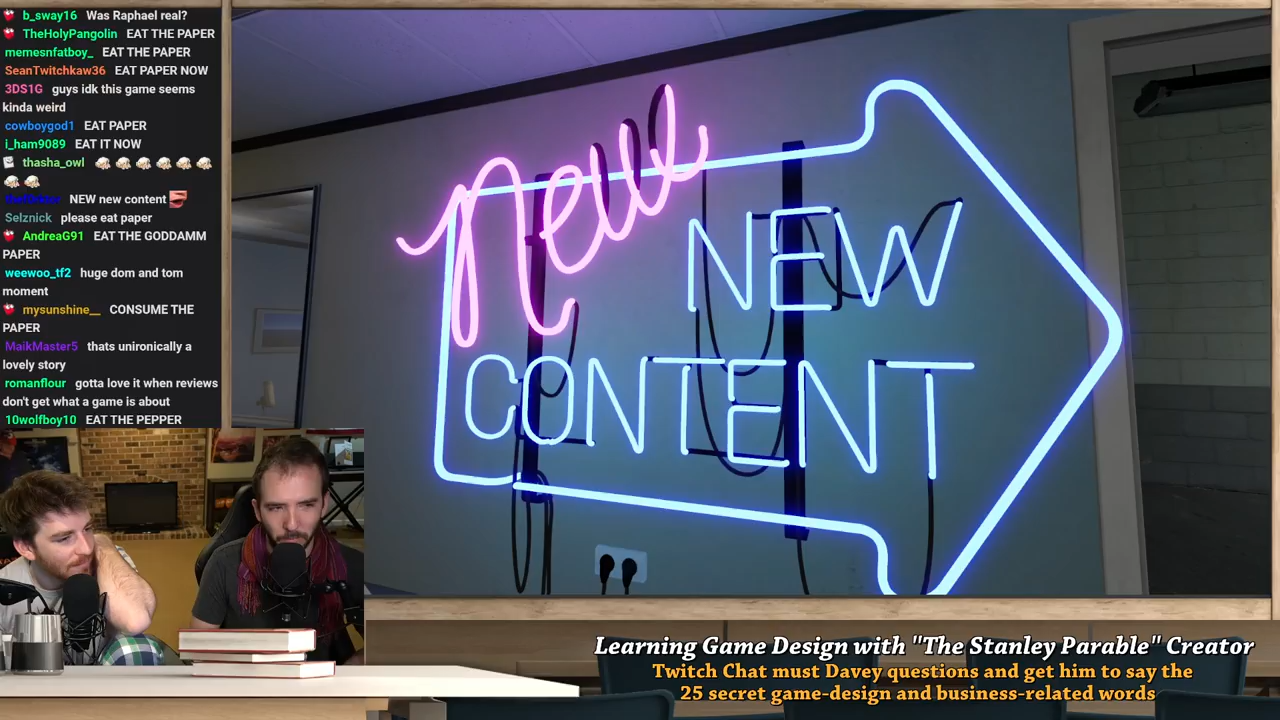 b_sway16 Was Raphael real?
TheHolyPangolin EAT THE PAPER
memesnfatboy_ EAT THE PAPER
SeanTwitchkaw36 EAT PAPER NOW
3DS1G guys idk this game seems
kinda weird
cowboygod1 EAT PAPER
i_ham9089 EAT IT NOW
thasha_owl
NEW new content
Selznick please eat paper
AndreaG91 EAT THE GODDAMM
PAPER
weewoo_tf2 huge dom and tom
moment
mysunshine__ CONSUME THE
PAPER
MaikMaster5 thats unironically a
lovely story
romanflour gotta love it when reviews
don't get what a game is about
10wolfboy10 EAT THE PEPPER
new
NEW
CONTENT
Learning Game Design with "The Stanley Parable" Creator
Twitch Chat must Davey questions and get him to say the
25 secret game-design and business-related words